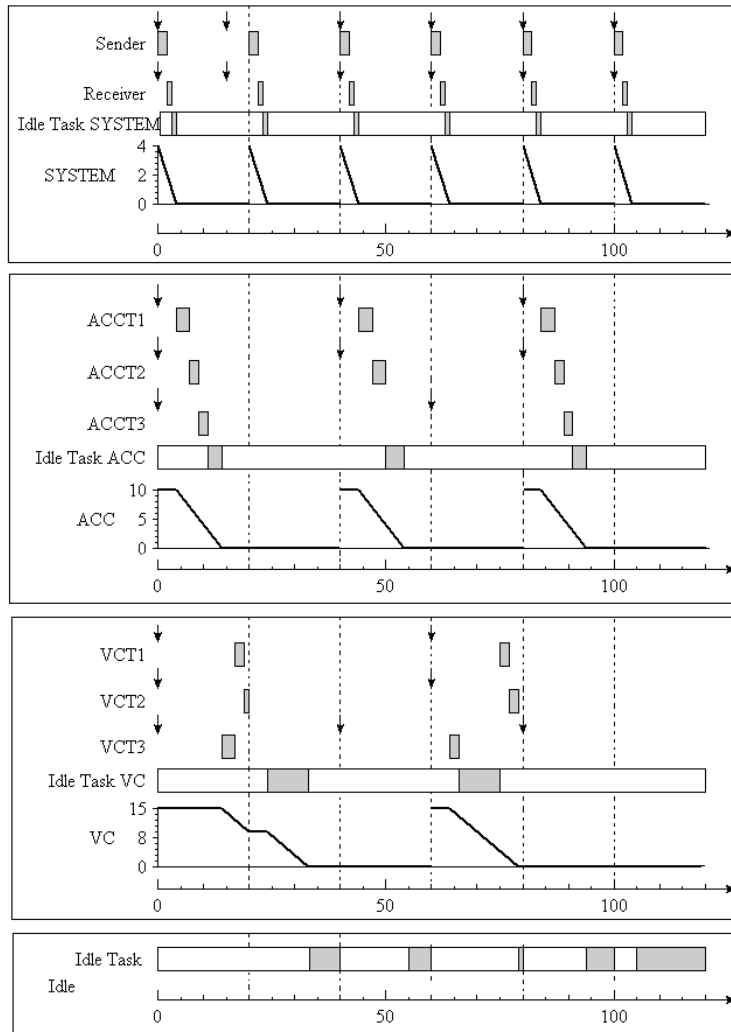 Sender
Receiver
Idle Task SYSTEM
4
SYSTEM
2
0
0 50 100
ACCT1
ACCT2
ACCT3
Idle Task ACC
10
ACC
5
0
0 50 100
VCT1
VCT2
VCT3
Idle Task VC
15
VC
8
0
0 50 100
Idle Task
Idle
0 50 100